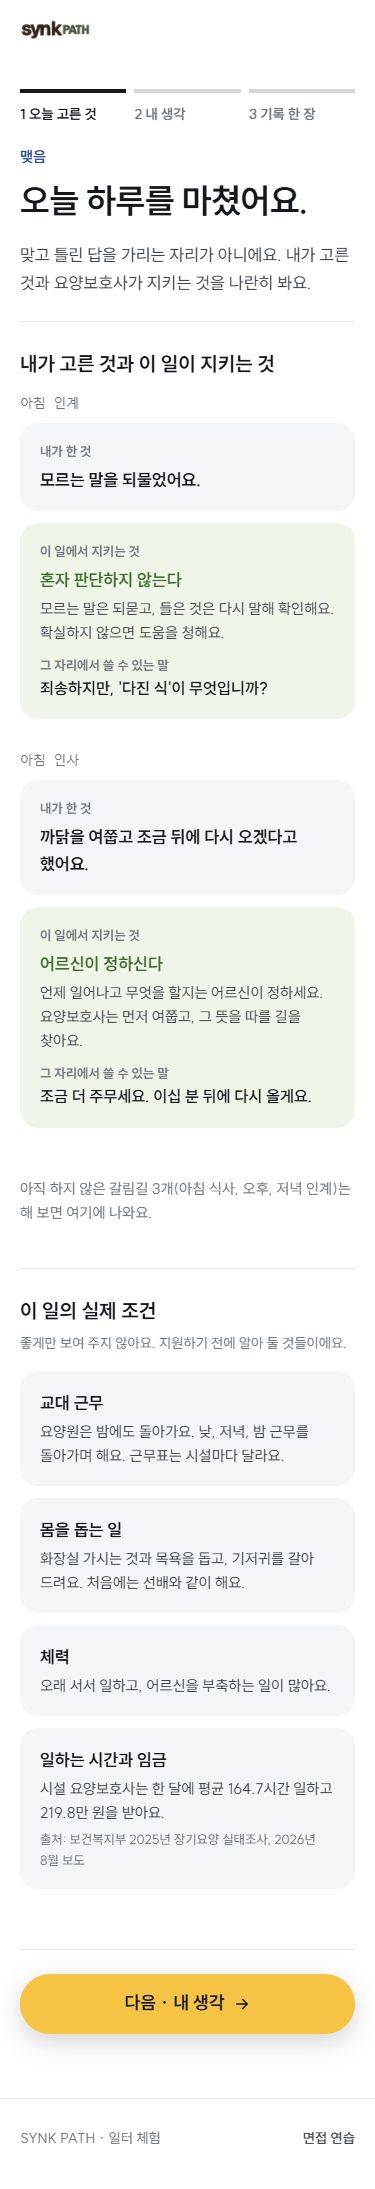 synk PATH
1 오늘 고른 것
2 내 생각
3 기록 한 장
맺음
오늘 하루를 마쳤어요.
맞고 틀린 답을 가리는 자리가 아니에요. 내가 고른
것과 요양보호사가 지키는 것을 나란히 봐요.
내가 고른 것과 이 일이 지키는 것
아침 인계
내가 한 것
모르는 말을 되물었어요.
이 일에서 지키는 것
혼자 판단하지 않는다
모르는 말은 되묻고, 들은 것은 다시 말해 확인해요.
확실하지 않으면 도움을 청해요.
그 자리에서 쓸 수 있는 말
죄송하지만, '다진 식'이 무엇입니까?
아침 인사
내가 한 것
까닭을 여쭙고 조금 뒤에 다시 오겠다고
했어요.
이 일에서 지키는 것
어르신이 정하신다
언제 일어나고 무엇을 할지는 어르신이 정하세요.
요양보호사는 먼저 여쭙고, 그 뜻을 따를 길을
찾아요.
그 자리에서 쓸 수 있는 말
조금 더 주무세요. 이십 분 뒤에 다시 올게요.
아직 하지 않은 갈림길 3개(아침 식사, 오후, 저녁 인계)는
해 보면 여기에 나와요.
이 일의 실제 조건
좋게만 보여 주지 않아요. 지원하기 전에 알아 둘 것들이에요.
교대 근무
요양원은 밤에도 돌아가요. 낮, 저녁, 밤 근무를
돌아가며 해요. 근무표는 시설마다 달라요.
몸을 돕는 일
화장실 가시는 것과 목욕을 돕고, 기저귀를 갈아
드려요. 처음에는 선배와 같이 해요.
체력
오래 서서 일하고, 어르신을 부축하는 일이 많아요.
일하는 시간과 임금
시설 요양보호사는 한 달에 평균 164.7시간 일하고
219.8만 원을 받아요.
출처: 보건복지부 2025년 장기요양 실태조사, 2026년
8월 보도
다음 · 내 생각 →
SYNK PATH · 일터 체험
면접 연습